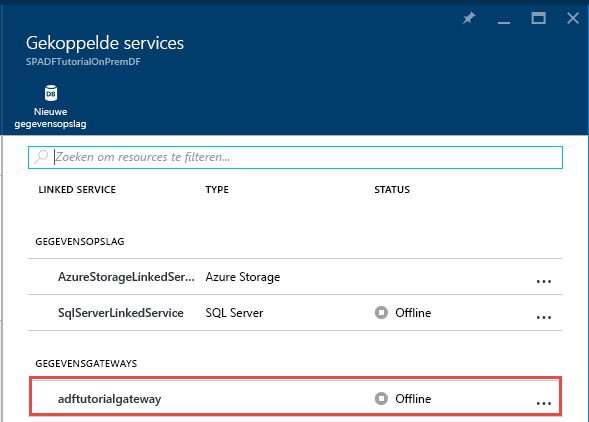 Gekoppelde services
SPADFTutorialOnPremDF
DB
Nieuwe
gegevensopslag
Zoeken om resources te filteren...
LINKED SERVICE TYPE STATUS
GEGEVENSOPSLAG
AzureStorageLinkedSer... Azure Storage ...
SqlServerLinkedService SQL Server Offline ...
GEGEVENSGATEWAYS
adftutorialgateway Offline ...